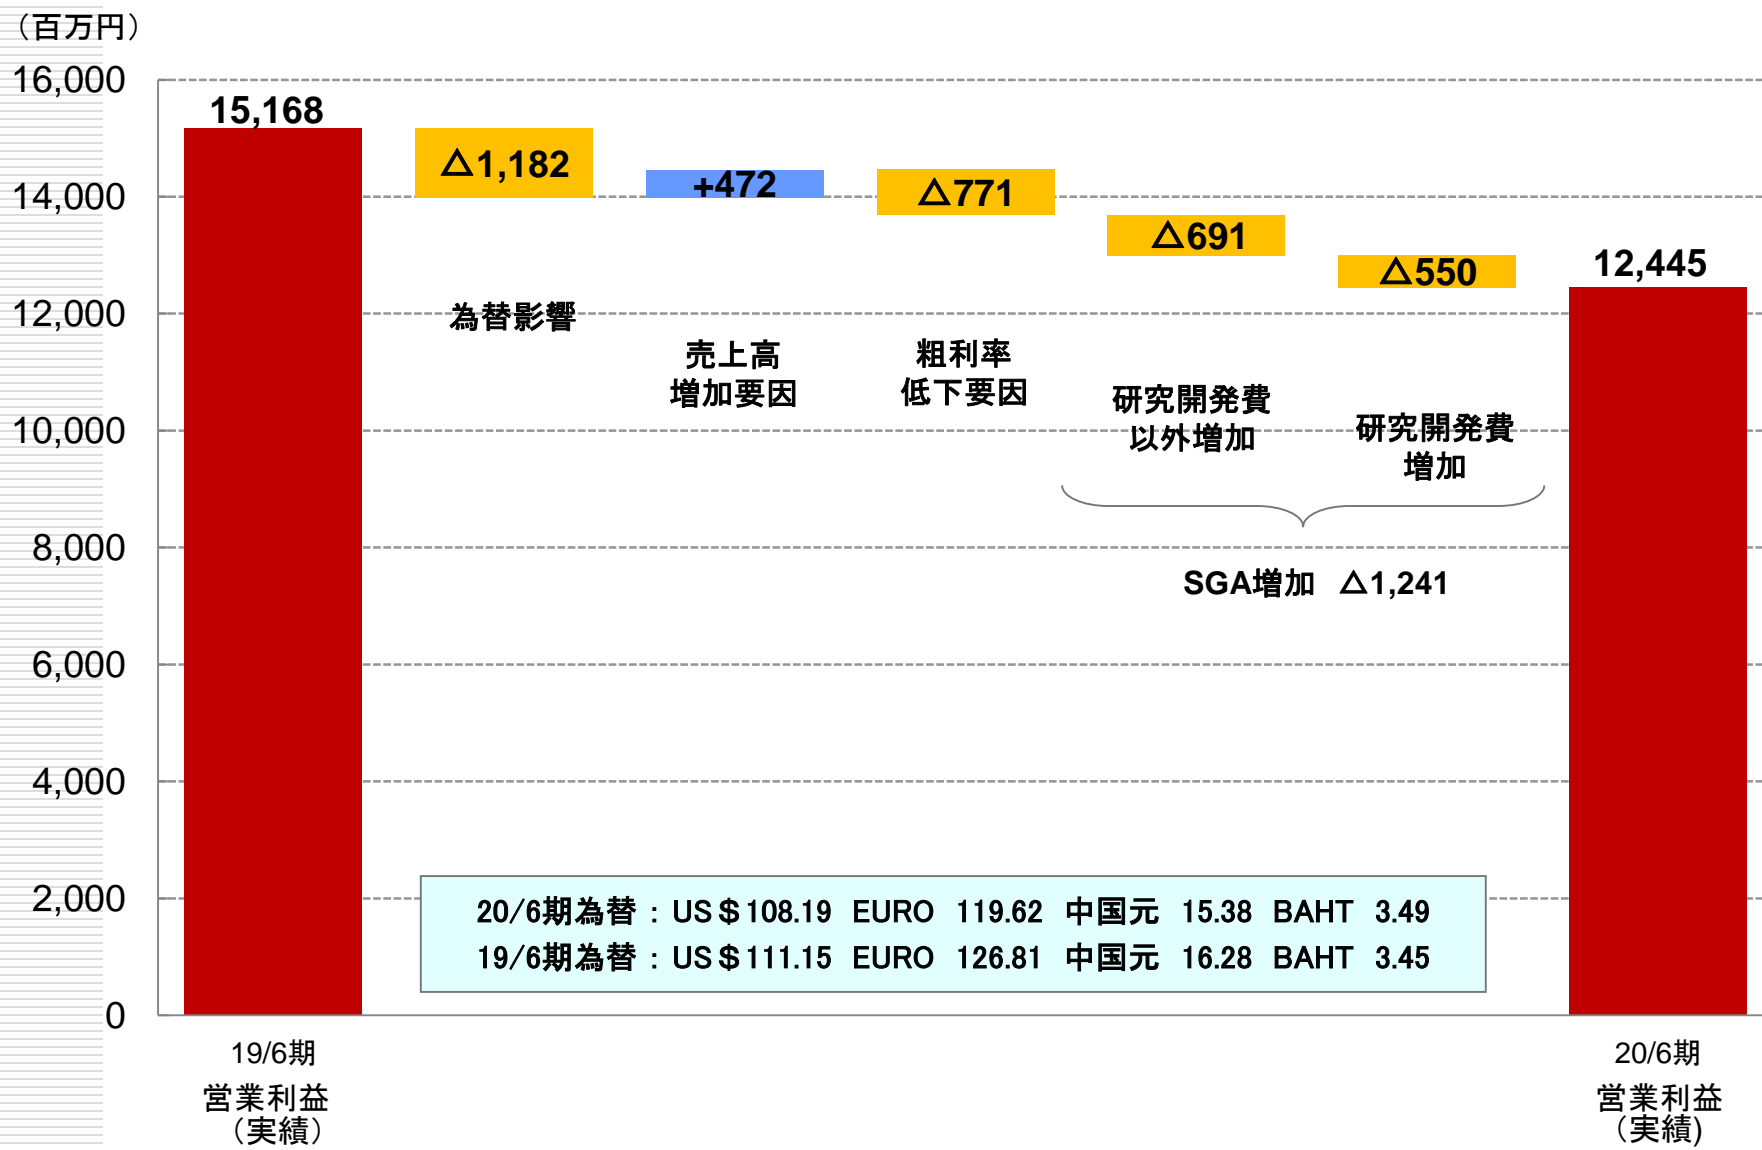 （百万円）
16,000
14,000
12,000
10,000
8,000
6,000
4,000
2,000
0
15,168
△1,182
+472
△771
△691
△550
12,445
為替影響
売上高
増加要因
粗利率
低下要因
研究開発費
以外増加
研究開発費
増加
SGA増加 △1,241
20/6期為替：US＄108.19 EURO 119.62 中国元 15.38 BAHT 3.49
19/6期為替：US＄111.15 EURO 126.81 中国元 16.28 BAHT 3.45
19/6期
営業利益
（実績）
20/6期
営業利益
（実績)